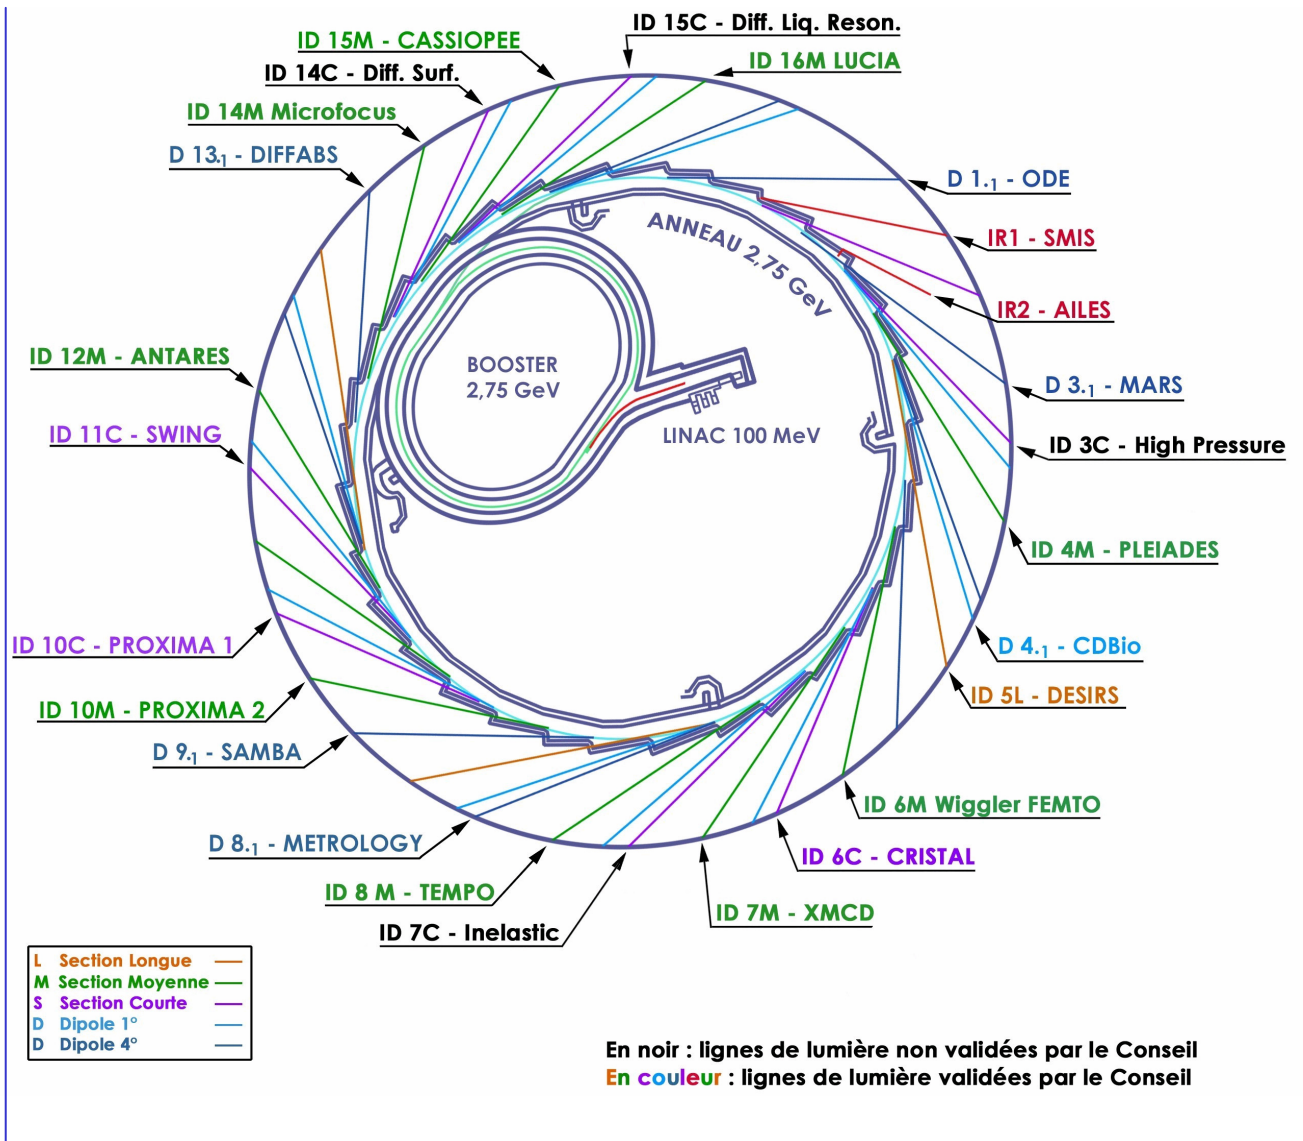 ID 15C - Diff. Liq. Reson.
ID 15M - CASSIOPEE
ID 16M LUCIA
ID 14C - Diff. Surf.
ID 14M Microfocus
D 13.1 - DIFFABS
D 1.1 - ODE
IR1 - SMIS
ANNEAU 2,75 GeV
IR2 - AILES
ID 12M - ANTARES
BOOSTER
2,75 GeV
D 3.1 - MARS
ID 11C - SWING
LINAC 100 MeV
ID 3C - High Pressure
ID 4M - PLEIADES
ID 10C - PROXIMA 1
D 4.1 - CDBio
ID 5L - DESIRS
ID 10M - PROXIMA 2
D 9.1 - SAMBA
ID 6M Wiggler FEMTO
D 8.1 - METROLOGY
ID 6C - CRISTAL
ID 8 M - TEMPO
ID 7M - XMCD
ID 7C - Inelastic
L Section Longue
M Section Moyenne
S Section Courte
D Dipole 1°
D Dipole 4°
En noir : lignes de lumière non validées par le Conseil
En couleur : lignes de lumière validées par le Conseil